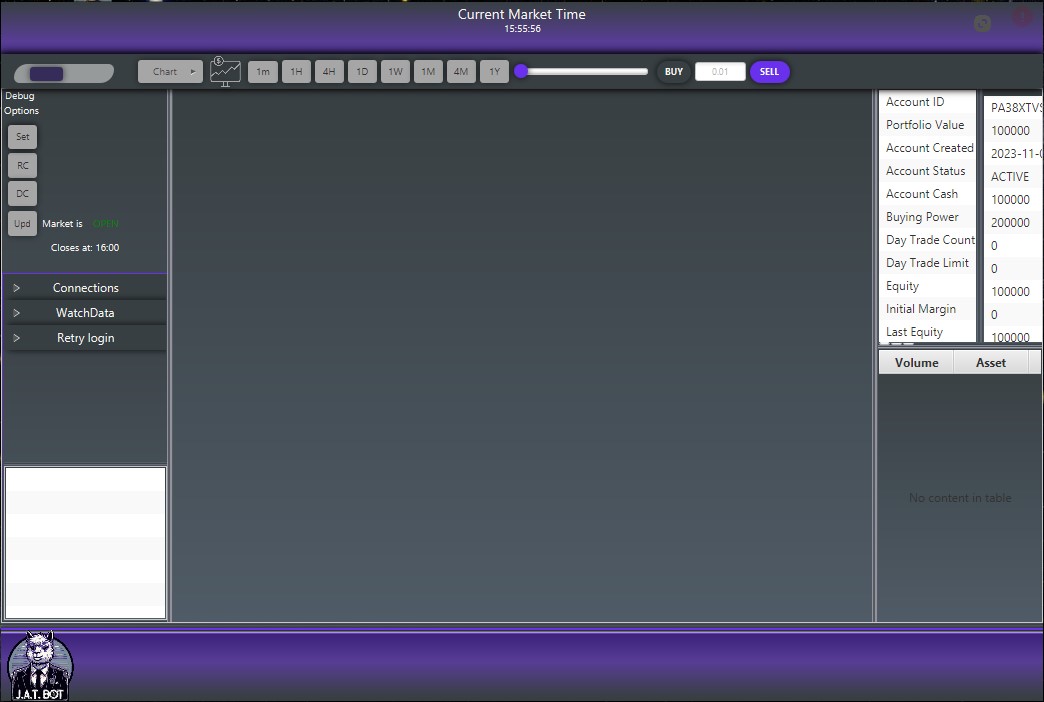 Current Market Time
15:55:56
Chart
$
1m
1H
4H
1D
1W
1M
4M
1Y
BUY
0.01
SELL
Debug
Options
Set
RC
DC
Upd
Market is OPEN
Closes at: 16:00
> Connections
> WatchData
> Retry login
Account ID PA38XTVS
Portfolio Value 100000
Account Created 2023-11-0
Account Status ACTIVE
Account Cash 100000
Buying Power 200000
Day Trade Count 0
Day Trade Limit 0
Equity 100000
Initial Margin 0
Last Equity 100000
Volume Asset
No content in table
J.A.T. BOT